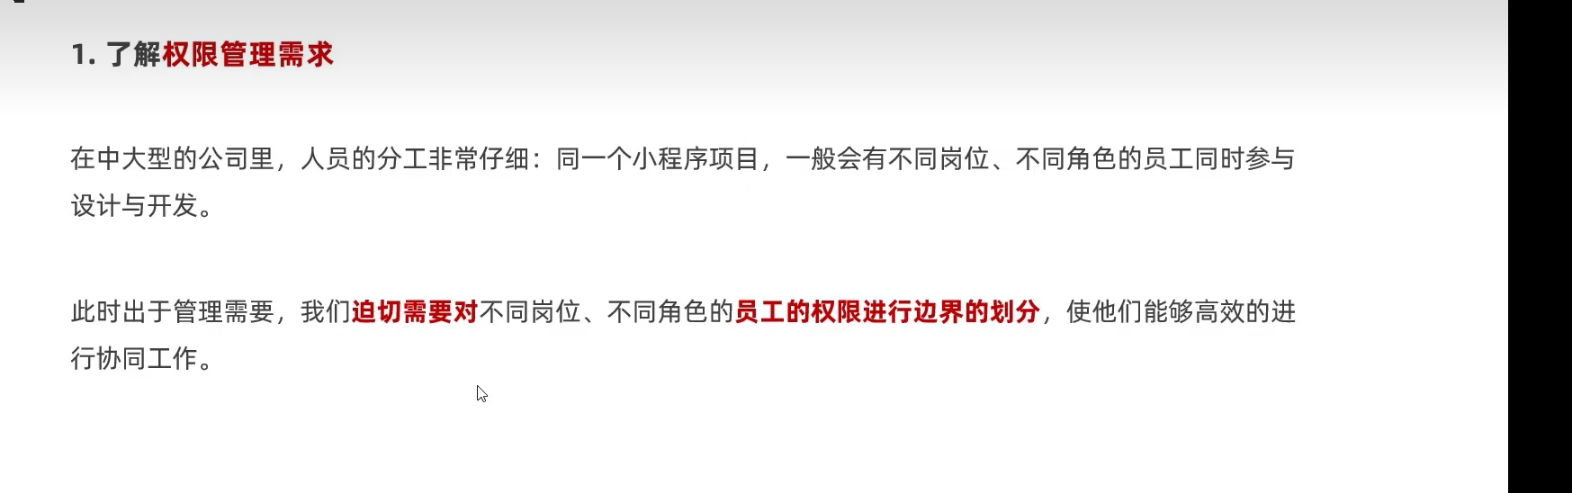 1. 了解权限管理需求
在中大型的公司里，人员的分工非常仔细：同一个小程序项目，一般会有不同岗位、不同角色的员工同时参与
设计与开发。
此时出于管理需要，我们迫切需要对不同岗位、不同角色的员工的权限进行边界的划分，使他们能够高效的进
行协同工作。